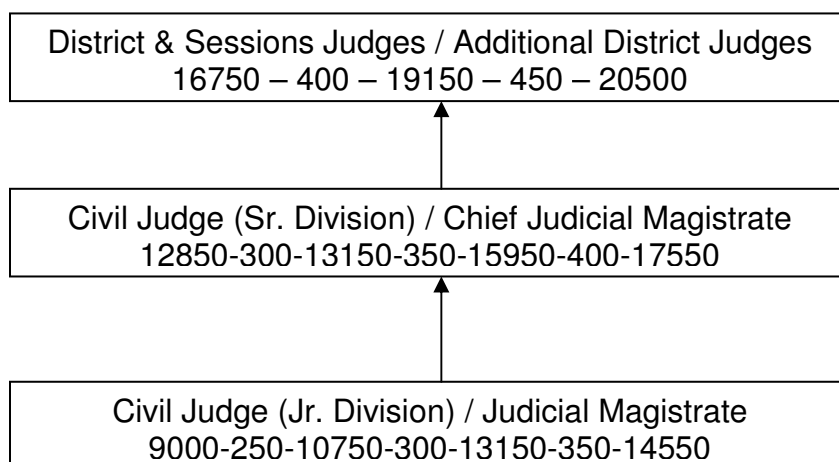 District & Sessions Judges / Additional District Judges
16750 – 400 – 19150 – 450 – 20500
Civil Judge (Sr. Division) / Chief Judicial Magistrate
12850-300-13150-350-15950-400-17550
Civil Judge (Jr. Division) / Judicial Magistrate
9000-250-10750-300-13150-350-14550